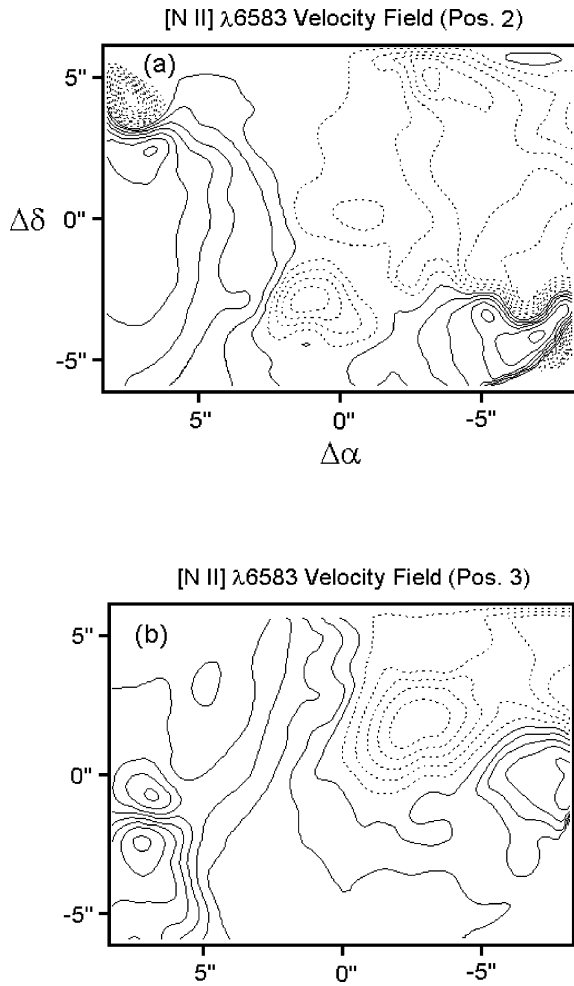 [N II] λ6583 Velocity Field (Pos. 2)
(a)
5"
Δδ 0"
-5"
5" 0" -5"
Δα
[N II] λ6583 Velocity Field (Pos. 3)
(b)
5"
0"
-5"
5" 0" -5"